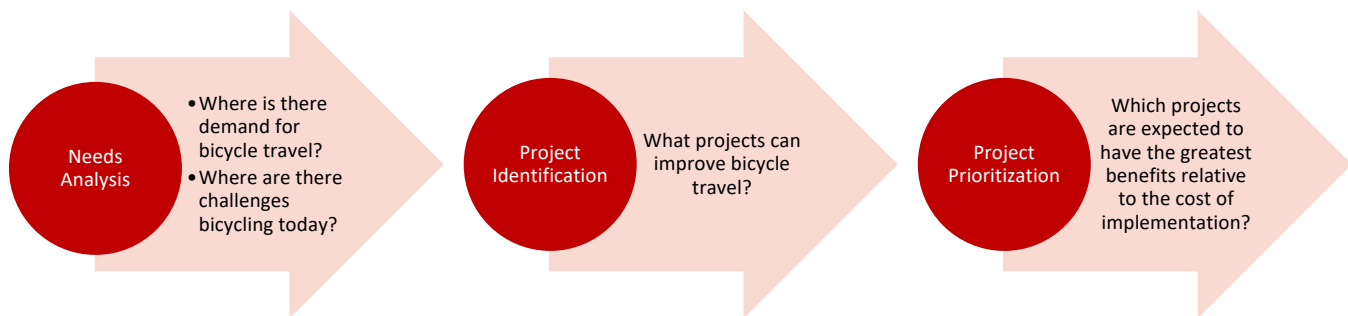 Needs
Analysis
•Where is there
demand for
bicycle travel?
•Where are there
challenges
bicycling today?
Project
Identification
What projects can
improve bicycle
travel?
Project
Prioritization
Which projects
are expected to
have the greatest
benefits relative
to the cost of
implementation?